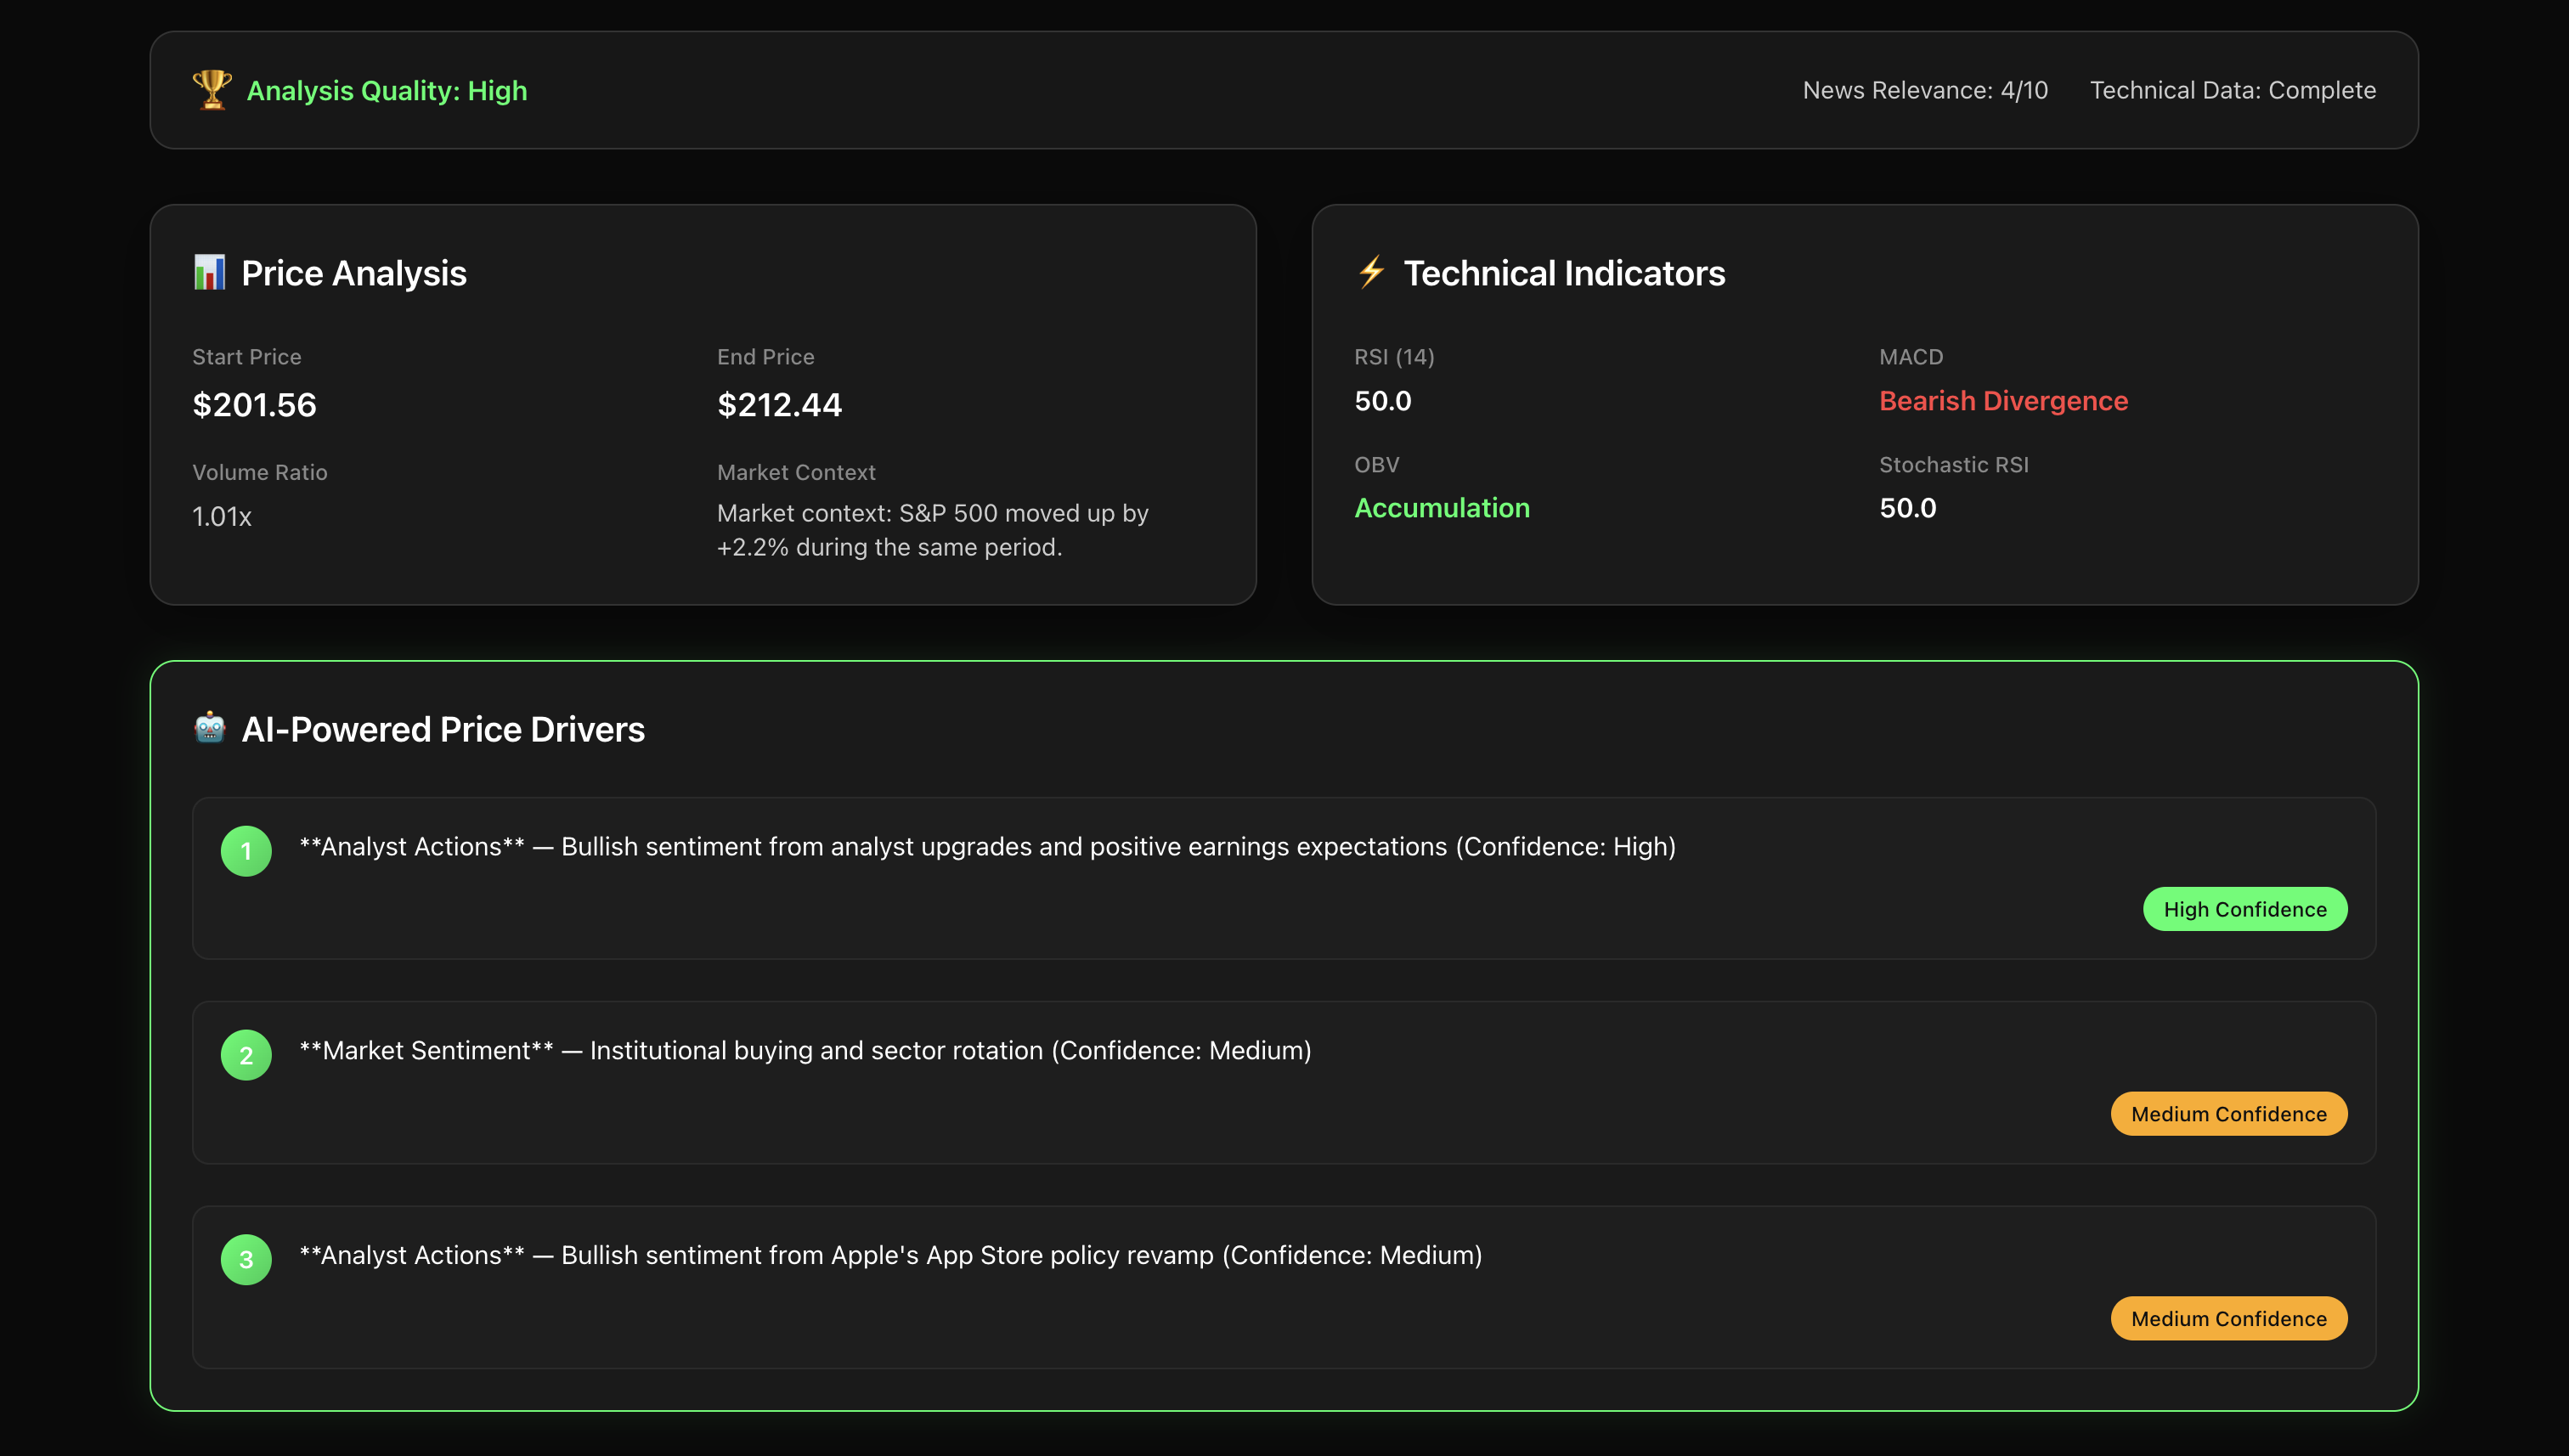 Analysis Quality: High
News Relevance: 4/10
Technical Data: Complete
Price Analysis
Start Price
$201.56
End Price
$212.44
Volume Ratio
1.01x
Market Context
Market context: S&P 500 moved up by
+2.2% during the same period.
Technical Indicators
RSI (14)
50.0
MACD
Bearish Divergence
OBV
Accumulation
Stochastic RSI
50.0
AI-Powered Price Drivers
1
**Analyst Actions** — Bullish sentiment from analyst upgrades and positive earnings expectations (Confidence: High)
High Confidence
2
**Market Sentiment** — Institutional buying and sector rotation (Confidence: Medium)
Medium Confidence
3
**Analyst Actions** — Bullish sentiment from Apple's App Store policy revamp (Confidence: Medium)
Medium Confidence